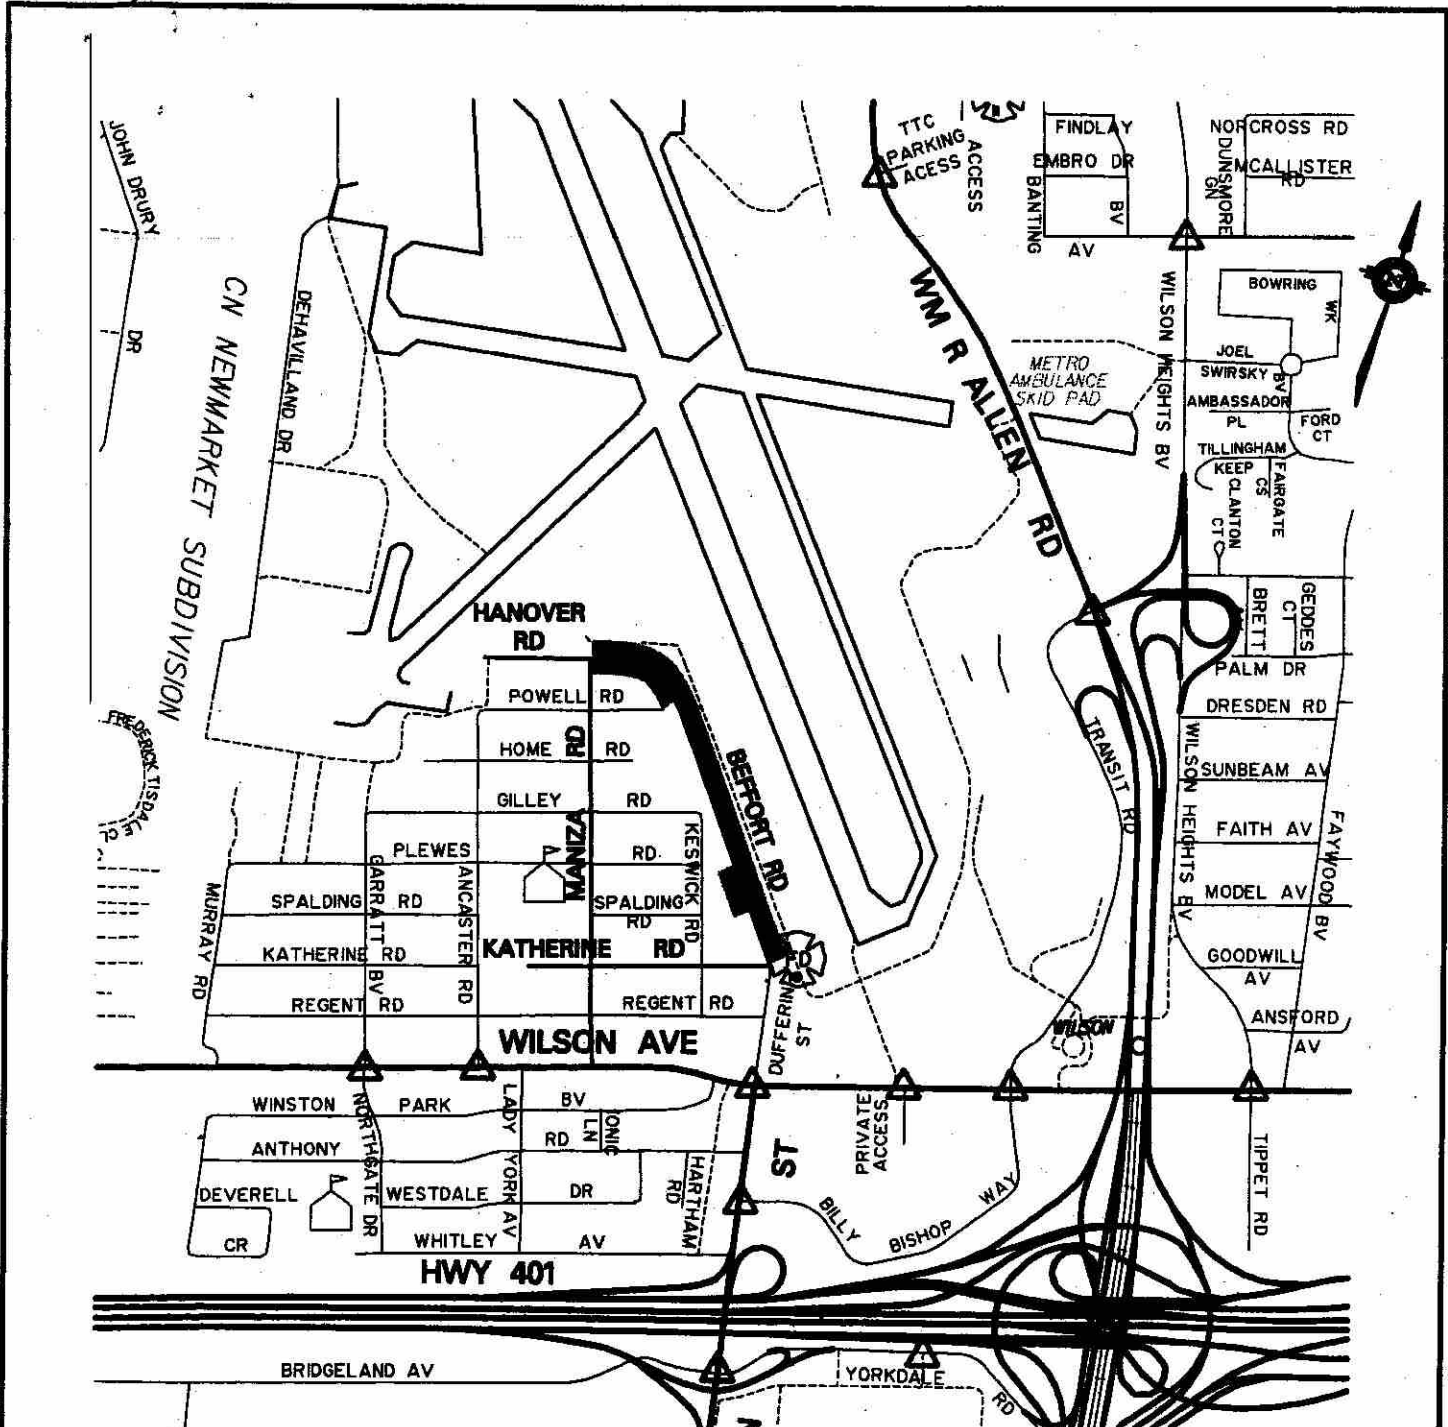 TTC
PARKING
ACESS
ACCESS
FINDLAY
NORCROSS RD
EMBRO DR
MCALLISTER
RD
DUNSMORE
GN
BANTING
BV
AV
JOHN DRURY
DR
CN NEWMARKET SUBDIVISION
DEHAVILLAND DR
WM R ALLEN RD
WILSON HEIGHTS BV
BOWRING
WK
N
METRO
AMBULANCE
SKID PAD
JOEL
SWIRSKY
BV
AMBASSADOR
PL
FORD
CT
TILLINGHAM
KEEP
CS
FAIRGATE
CLANTON
CT
BRETT
GEDDES
CT
PALM DR
DRESDEN RD
SUNBEAM AV
FAITH AV
MODEL AV
GOODWILL
AV
ANSFORD
AV
FAYWOOD BV
WILSON HEIGHTS BV
TRANSIT RD
HANOVER
RD
POWELL RD
HOME RD
GILLEY RD
PLEWES RD
SPALDING RD
SPALDING
RD
KATHERINE RD
KATHERINE RD
REGENT RD
REGENT RD
MANIZA RD
BEFFORT RD
KESWICK RD
GARRATT BV
ANCASTER RD
MURRAY RD
FREDERICK TISDALE CL
WILSON AVE
WILSON
DUFFERIN
ST
WINSTON PARK BV
ANTHONY RD
IONIC
LN
DEVERELL
CR
WESTDALE DR
WHITLEY AV
NORTHGATE DR
LADY YORK AV
HARTHAM
RD
ST
PRIVATE
ACCESS
BILLY BISHOP WAY
TIPPET RD
HWY 401
BRIDGELAND AV
YORKDALE
RD